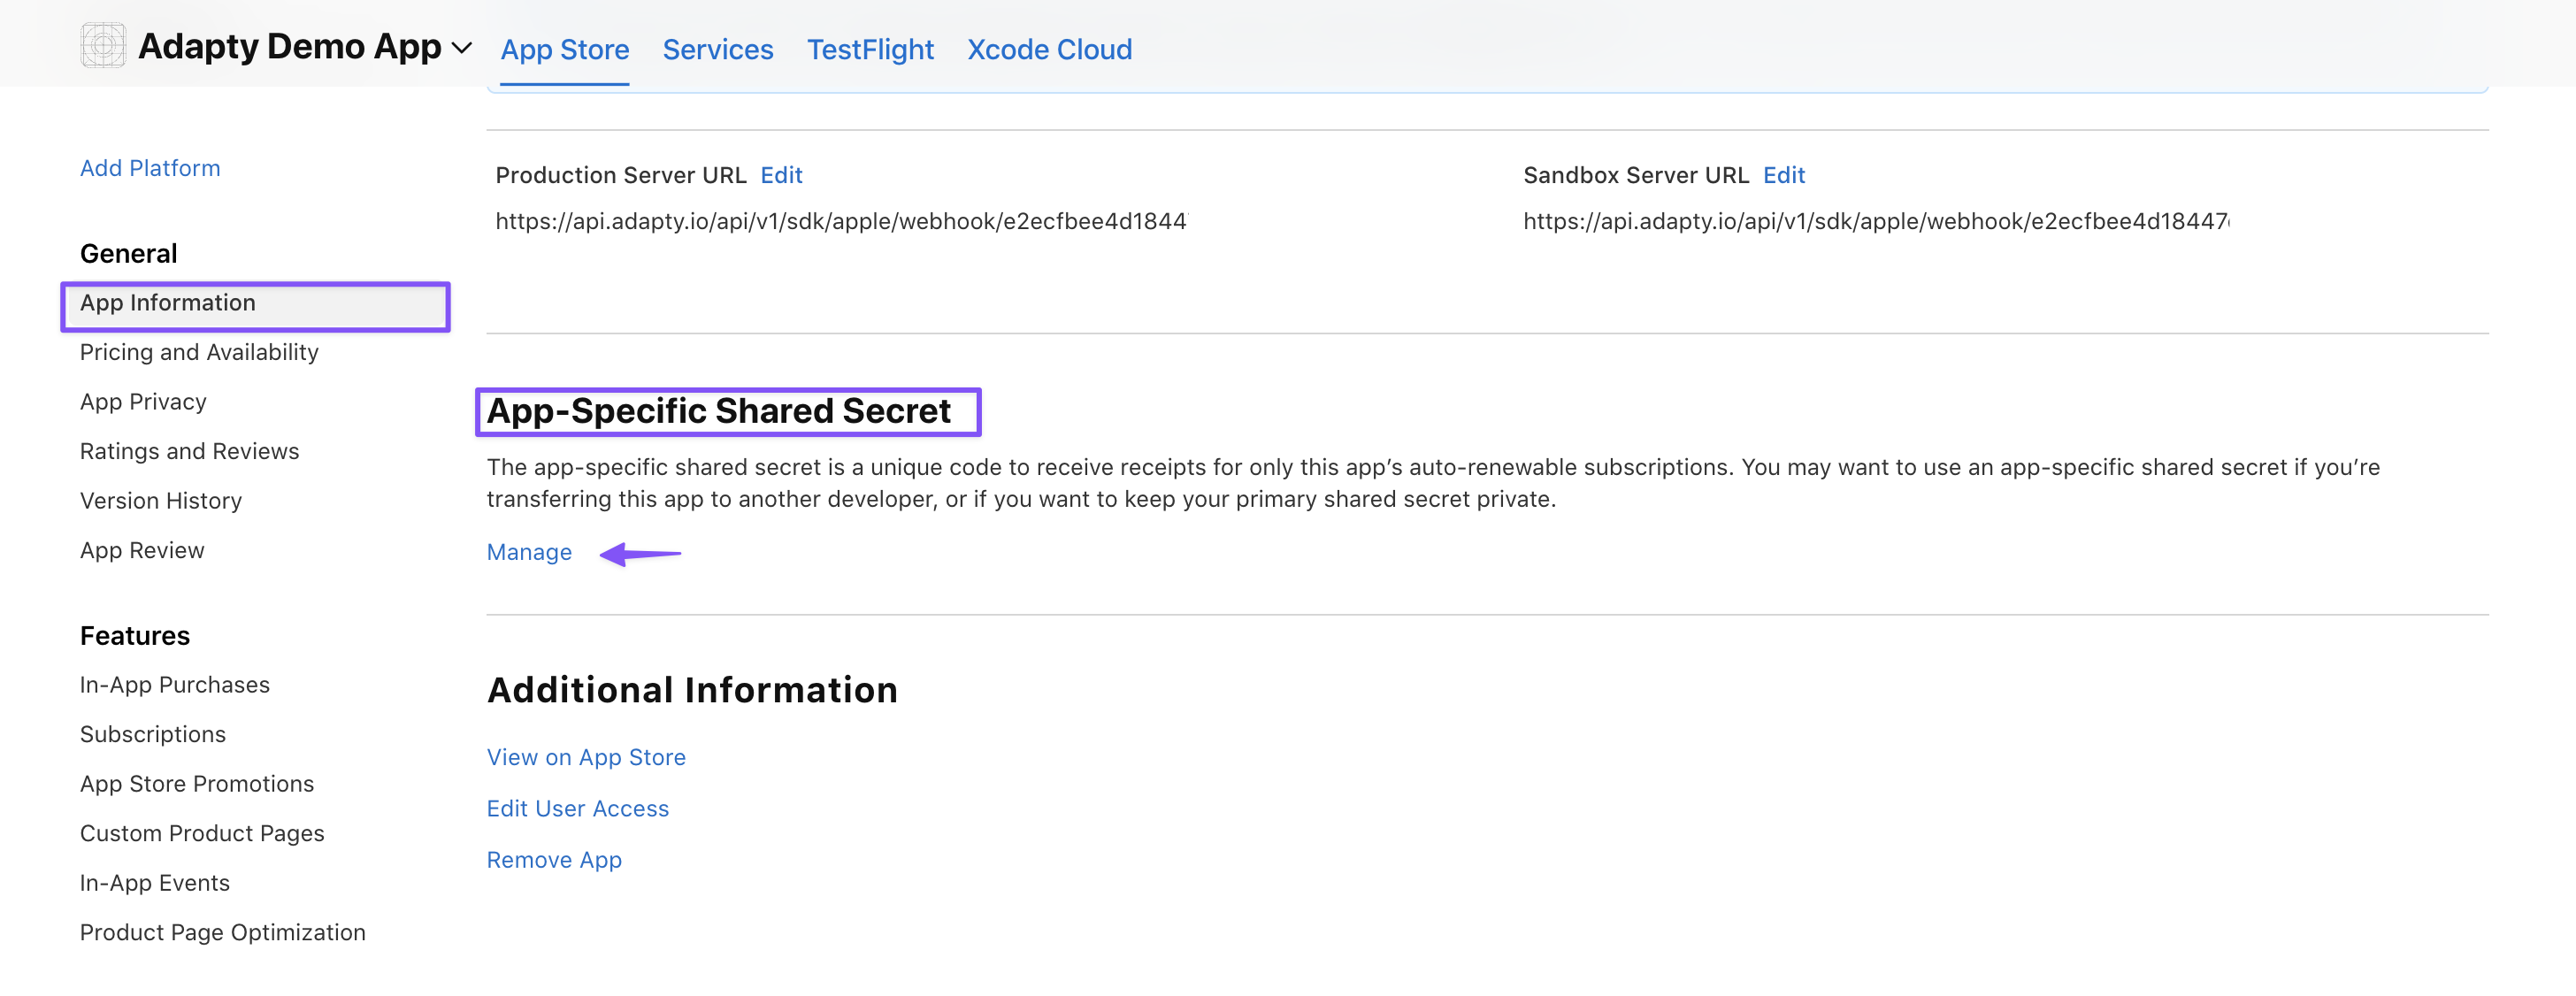 Adapty Demo App App Store Services TestFlight Xcode Cloud
Add Platform
General
App Information
Pricing and Availability
App Privacy
Ratings and Reviews
Version History
App Review
Features
In-App Purchases
Subscriptions
App Store Promotions
Custom Product Pages
In-App Events
Product Page Optimization
Production Server URL Edit
https://api.adapty.io/api/v1/sdk/apple/webhook/e2ecfbee4d1844
Sandbox Server URL Edit
https://api.adapty.io/api/v1/sdk/apple/webhook/e2ecfbee4d18447
App-Specific Shared Secret
The app-specific shared secret is a unique code to receive receipts for only this app’s auto-renewable subscriptions. You may want to use an app-specific shared secret if you’re
transferring this app to another developer, or if you want to keep your primary shared secret private.
Manage
Additional Information
View on App Store
Edit User Access
Remove App